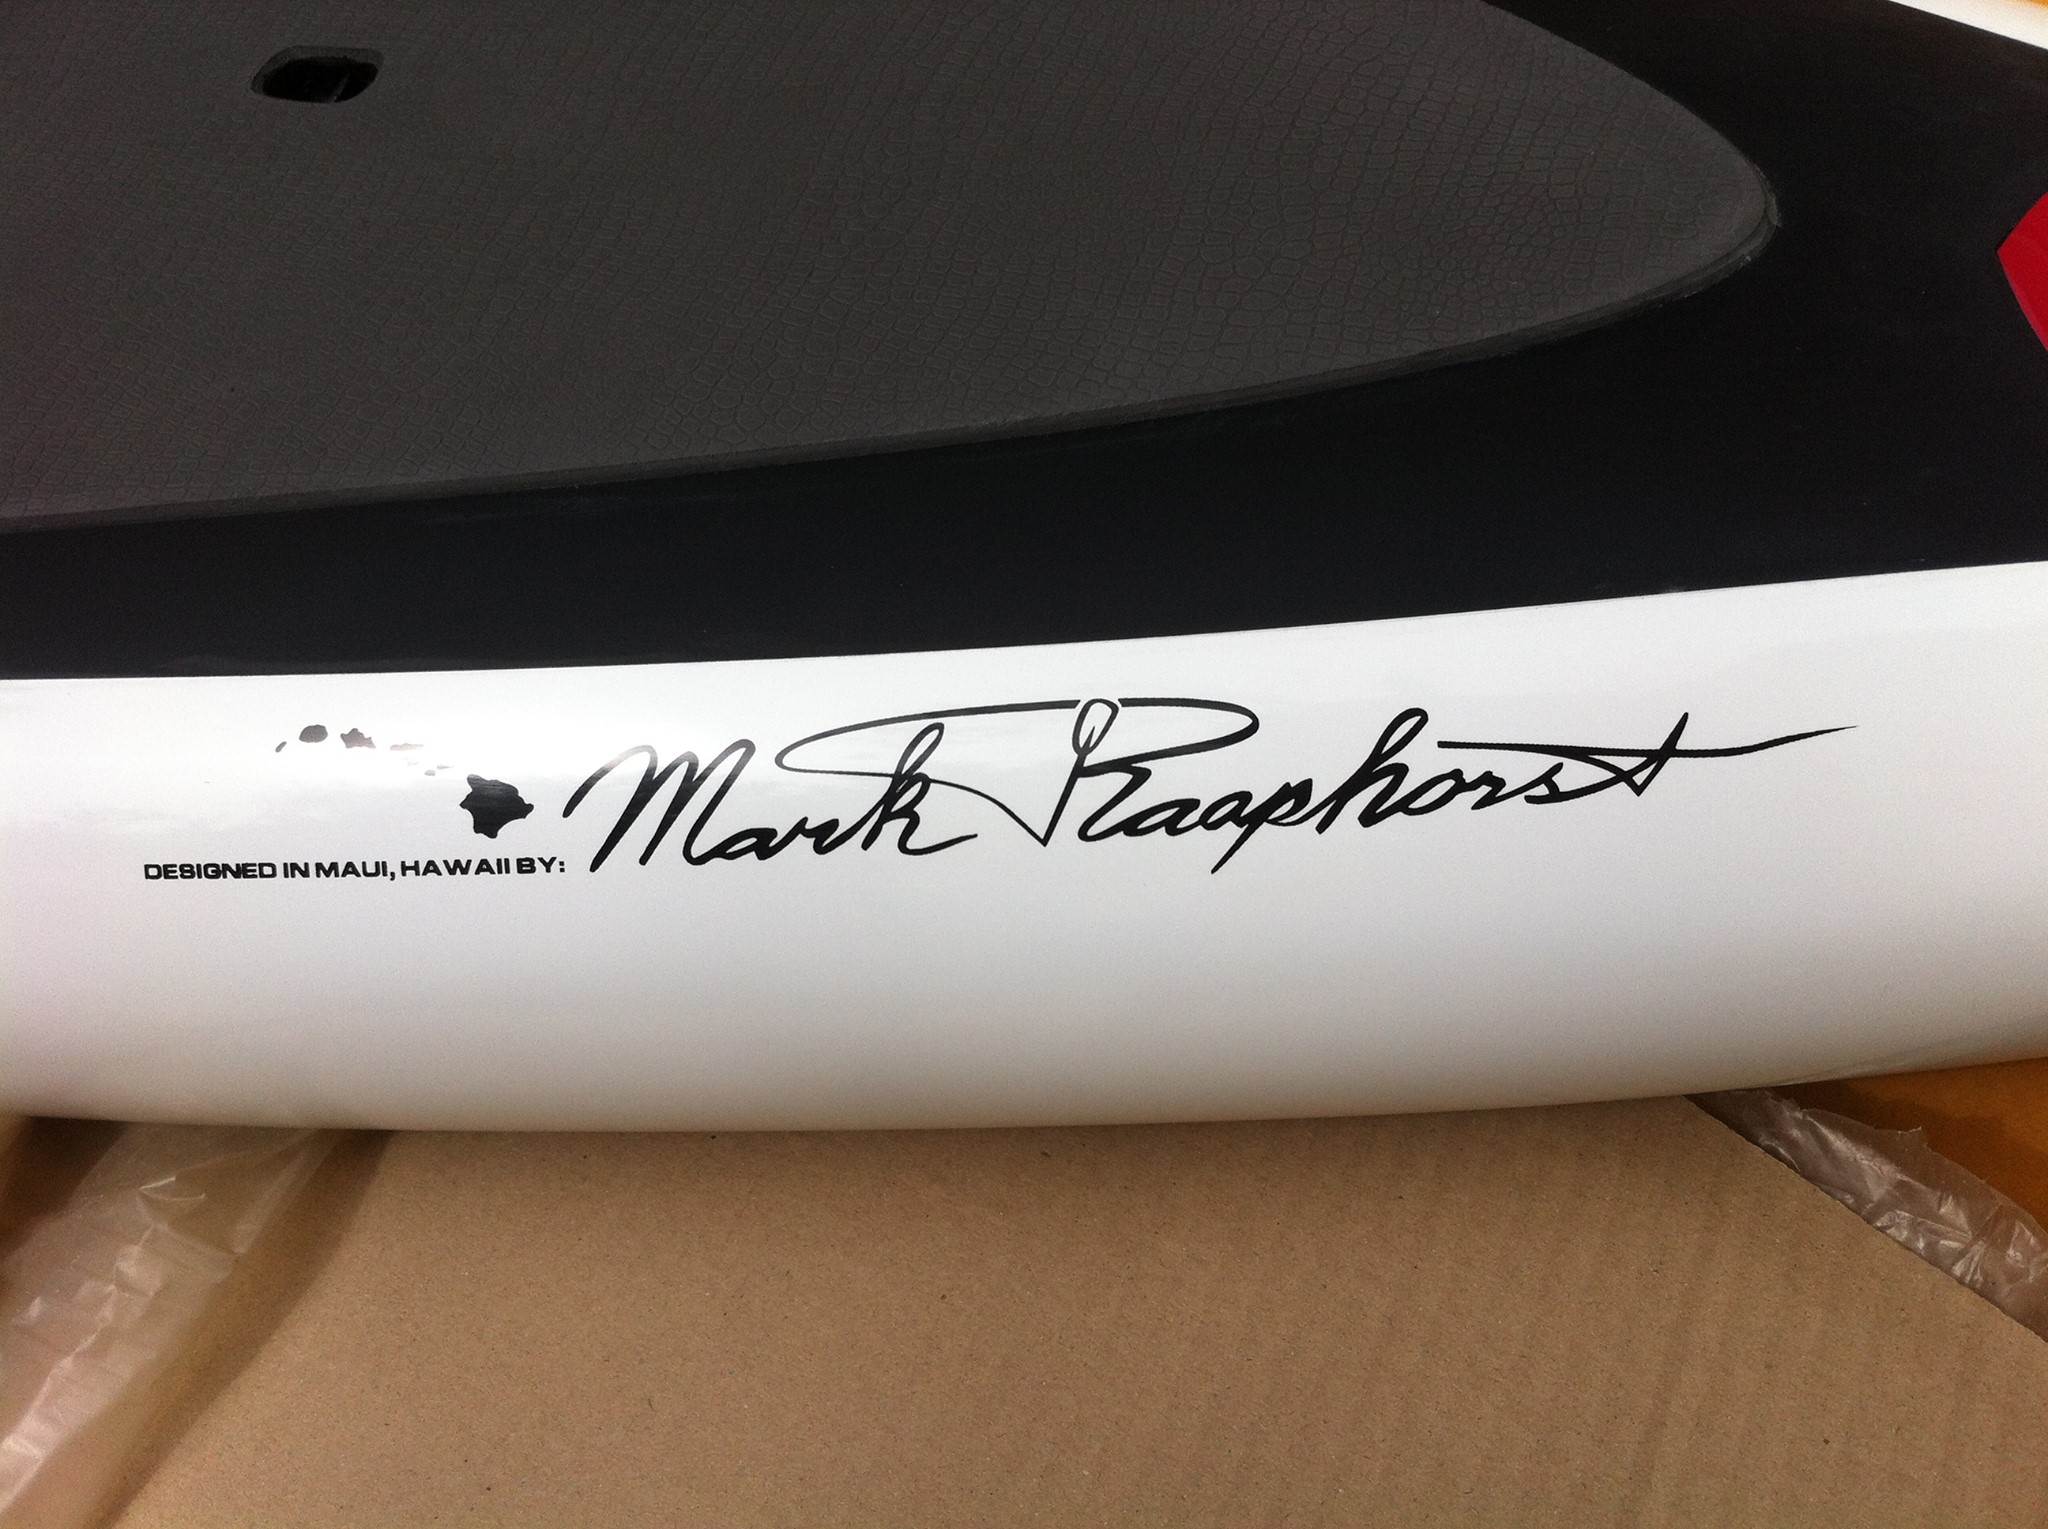 DESIGNED IN MAUI, HAWAII BY: Mark Raaphorst